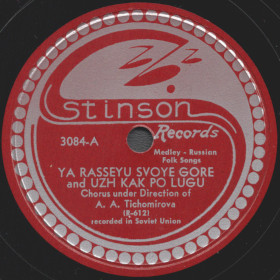 Stinson
Records
3084-A
Medley - Russian
Folk Songs
YA RASSEYU SVOYE GORE
and UZH KAK PO LUGU
Chorus under Direction of
A. A. Tichomirova
(R-612)
recorded in Soviet Union